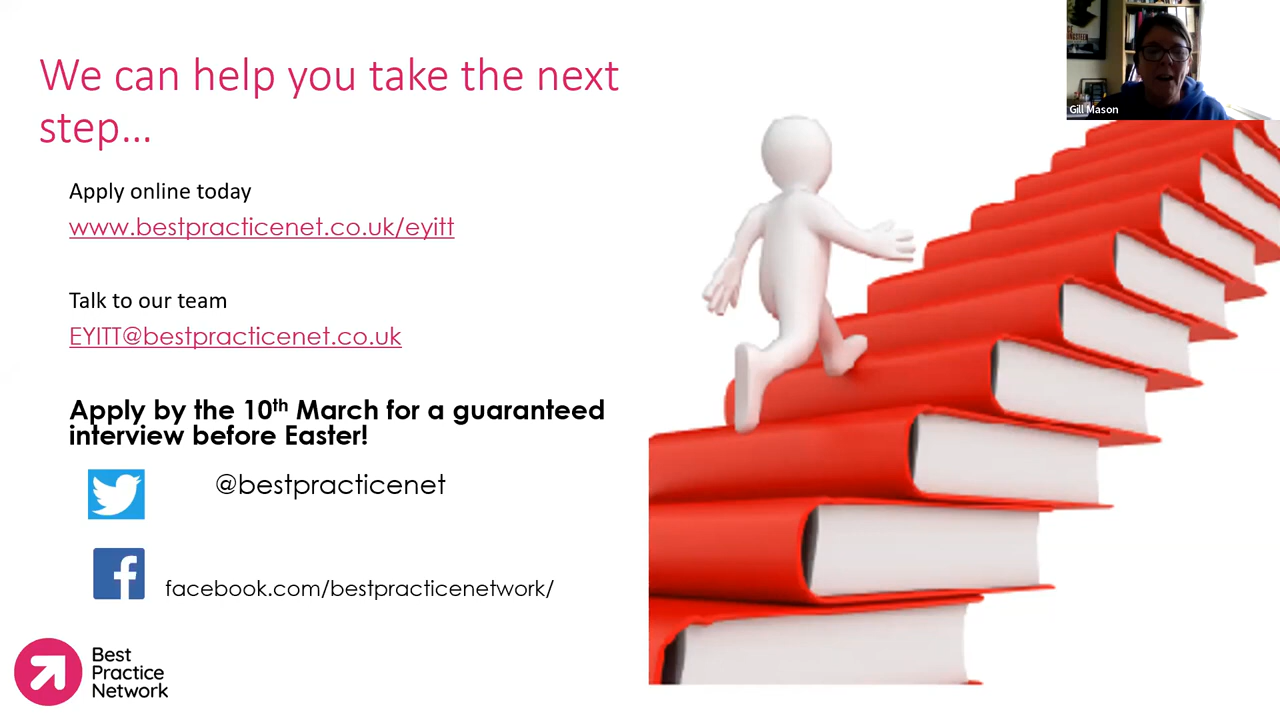 We can help you take the next
step...
Gill Mason
Apply online today
www.bestpracticenet.co.uk/eyitt
Talk to our team
EYITT@bestpracticenet.co.uk
Apply by the 10th March for a guaranteed
interview before Easter!
@bestpracticenet
facebook.com/bestpracticenetwork/
Best
Practice
Network